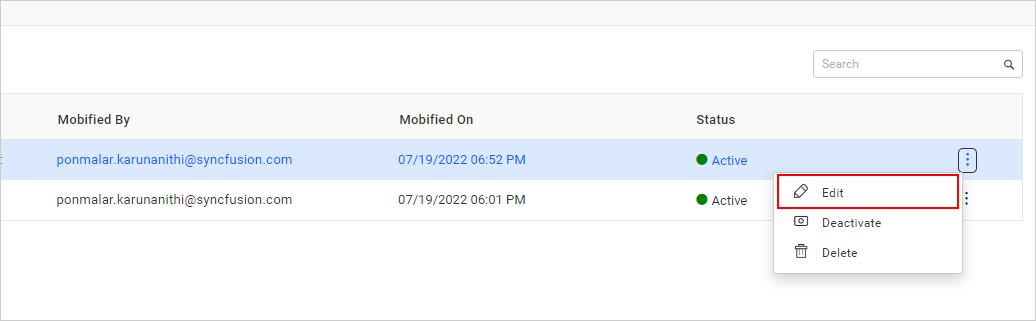 Search
Mobified By Mobified On Status
ponmalar.karunanithi@syncfusion.com 07/19/2022 06:52 PM Active
ponmalar.karunanithi@syncfusion.com 07/19/2022 06:01 PM Active
Edit
Deactivate
Delete